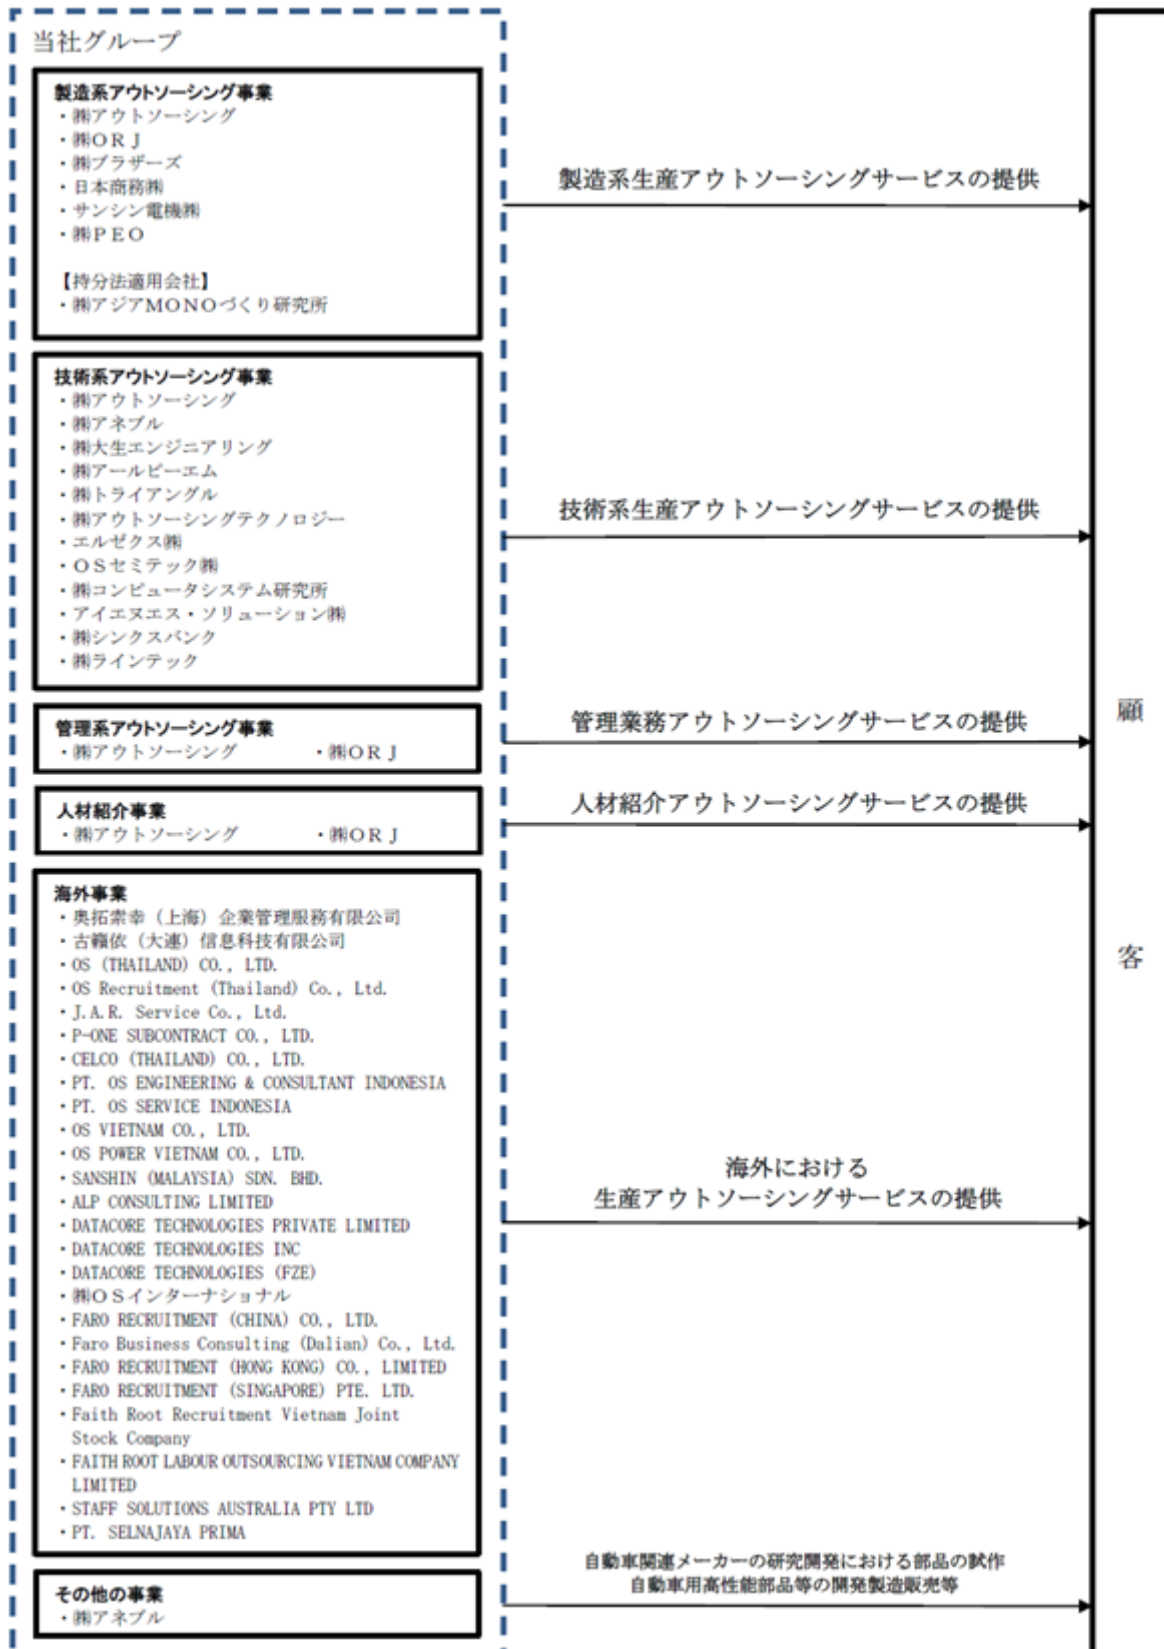 当社グループ
製造系アウトソーシング事業
・㈱アウトソーシング
・㈱ＯＲＪ
・㈱ブラザーズ
・日本商務㈱
・サンシン電機㈱
・㈱ＰＥＯ
【持分法適用会社】
・㈱アジアＭＯＮＯづくり研究所
製造系生産アウトソーシングサービスの提供
技術系アウトソーシング事業
・㈱アウトソーシング
・㈱アネブル
・㈱大生エンジニアリング
・㈱アールピーエム
・㈱トライアングル
・㈱アウトソーシングテクノロジー
・エルゼクス㈱
・ＯＳセミテック㈱
・㈱コンピュータシステム研究所
・アイエヌエス・ソリューション㈱
・㈱シンクスバンク
・㈱ラインテック
技術系生産アウトソーシングサービスの提供
管理系アウトソーシング事業
・㈱アウトソーシング ・㈱ＯＲＪ
管理業務アウトソーシングサービスの提供
人材紹介事業
・㈱アウトソーシング ・㈱ＯＲＪ
人材紹介アウトソーシングサービスの提供
海外事業
・奥拓索幸（上海）企業管理服務有限公司
・古籟依（大連）信息科技有限公司
・OS (THAILAND) CO., LTD.
・OS Recruitment (Thailand) Co., Ltd.
・J.A.R. Service Co., Ltd.
・P-ONE SUBCONTRACT CO., LTD.
・CELCO (THAILAND) CO., LTD.
・PT. OS ENGINEERING & CONSULTANT INDONESIA
・PT. OS SERVICE INDONESIA
・OS VIETNAM CO., LTD.
・OS POWER VIETNAM CO., LTD.
・SANSHIN (MALAYSIA) SDN. BHD.
・ALP CONSULTING LIMITED
・DATACORE TECHNOLOGIES PRIVATE LIMITED
・DATACORE TECHNOLOGIES INC
・DATACORE TECHNOLOGIES (FZE)
・㈱ＯＳインターナショナル
・FARO RECRUITMENT (CHINA) CO., LTD.
・Faro Business Consulting (Dalian) Co., Ltd.
・FARO RECRUITMENT (HONG KONG) CO., LIMITED
・FARO RECRUITMENT (SINGAPORE) PTE. LTD.
・Faith Root Recruitment Vietnam Joint
Stock Company
・FAITH ROOT LABOUR OUTSOURCING VIETNAM COMPANY
LIMITED
・STAFF SOLUTIONS AUSTRALIA PTY LTD
・PT. SELNAJAYA PRIMA
海外における
生産アウトソーシングサービスの提供
その他の事業
・㈱アネブル
自動車関連メーカーの研究開発における部品の試作
自動車用高性能部品等の開発製造販売等
顧
客